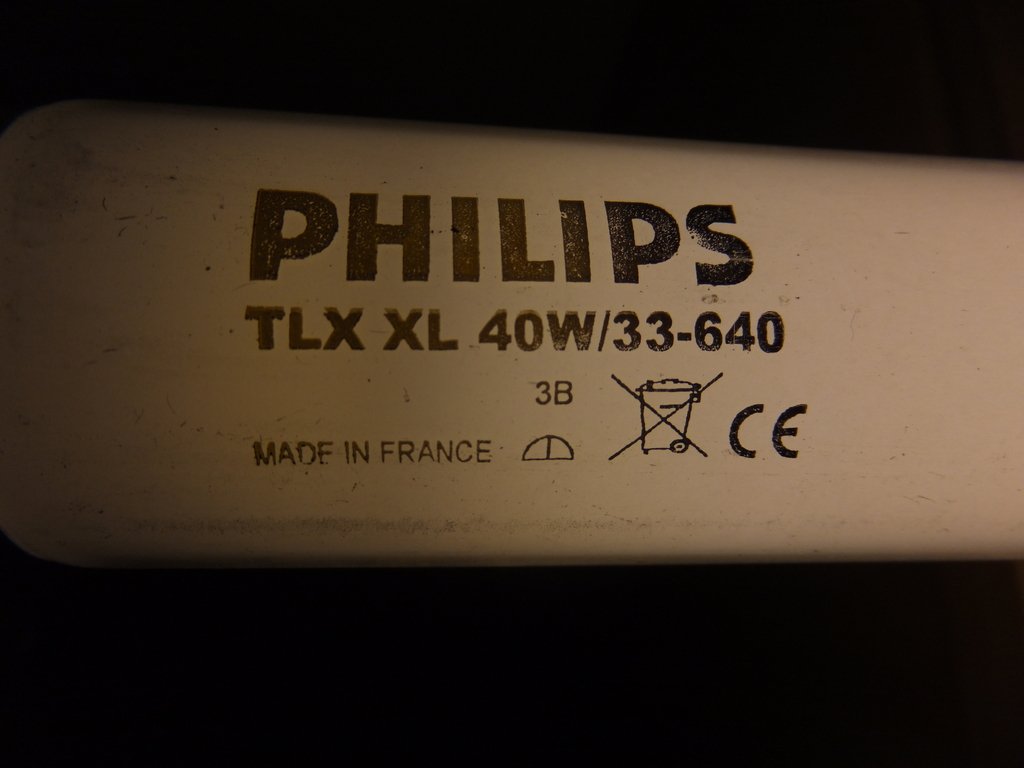 PHILIPS
TLX XL 40W/33-640
3B
MADE IN FRANCE CE